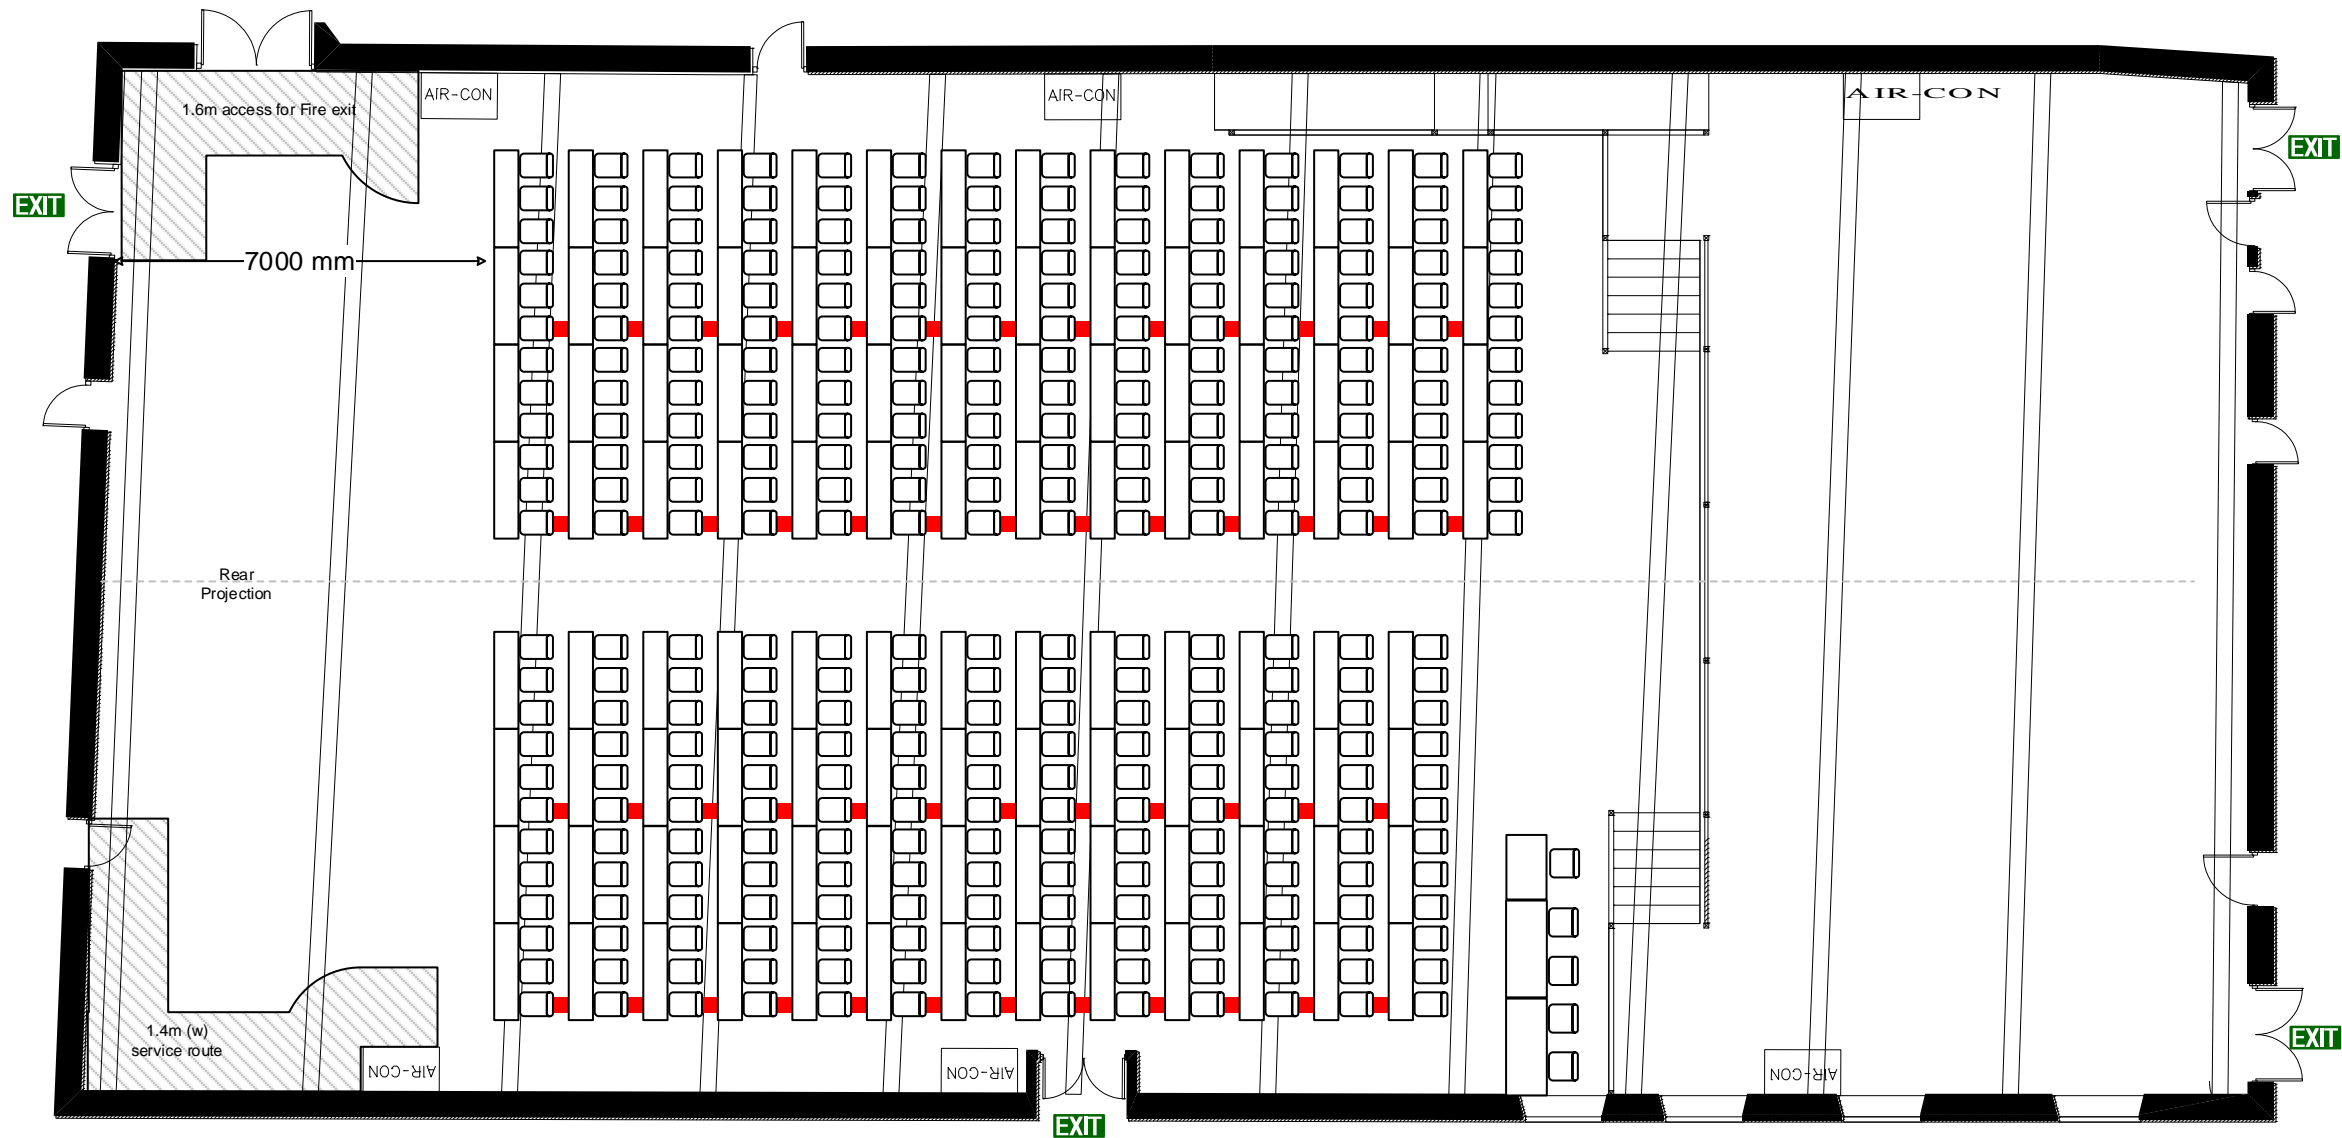 AIR-CON
AIR-CON
AIR-CON
1.6m access for Fire exit
EXIT
EXIT
7000 mm
Rear
Projection
1.4m (w)
service route
AIR-CON
AIR-CON
AIR-CON
EXIT
EXIT